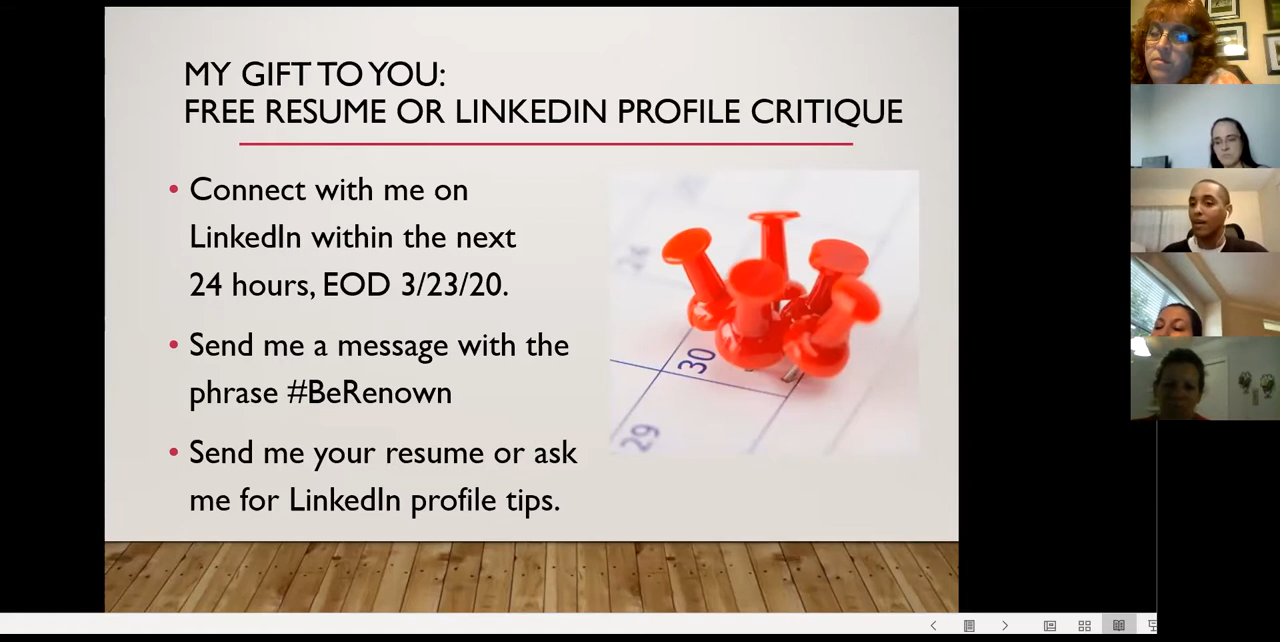 MY GIFT TO YOU:
FREE RESUME OR LINKEDIN PROFILE CRITIQUE
• Connect with me on
LinkedIn within the next
24 hours, EOD 3/23/20.
• Send me a message with the
phrase #BeRenown
• Send me your resume or ask
me for LinkedIn profile tips.
30
29